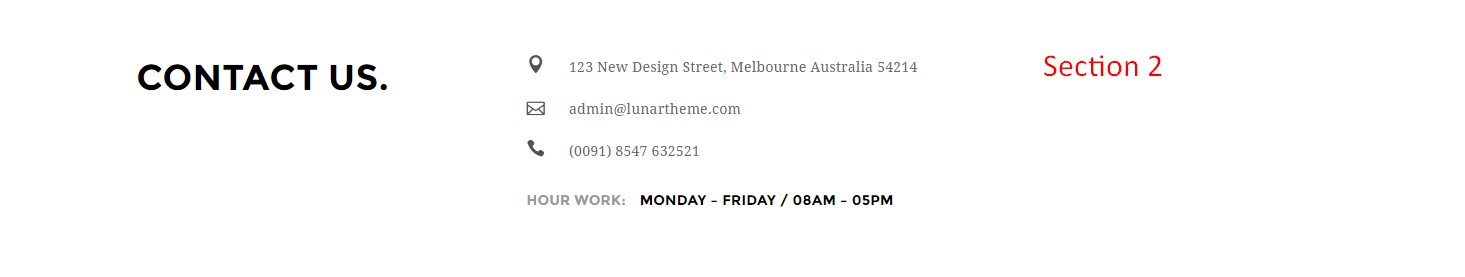 CONTACT US.
123 New Design Street, Melbourne Australia 54214
admin@lunartheme.com
(0091) 8547 632521
HOUR WORK: MONDAY - FRIDAY / 08AM - 05PM
Section 2